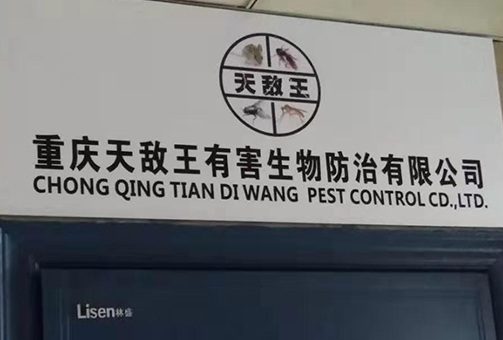 天敌王
重庆天敌王有害生物防治有限公司
CHONG QING TIAN DI WANG PEST CONTROL CD.,LTD.
Lisen林盛